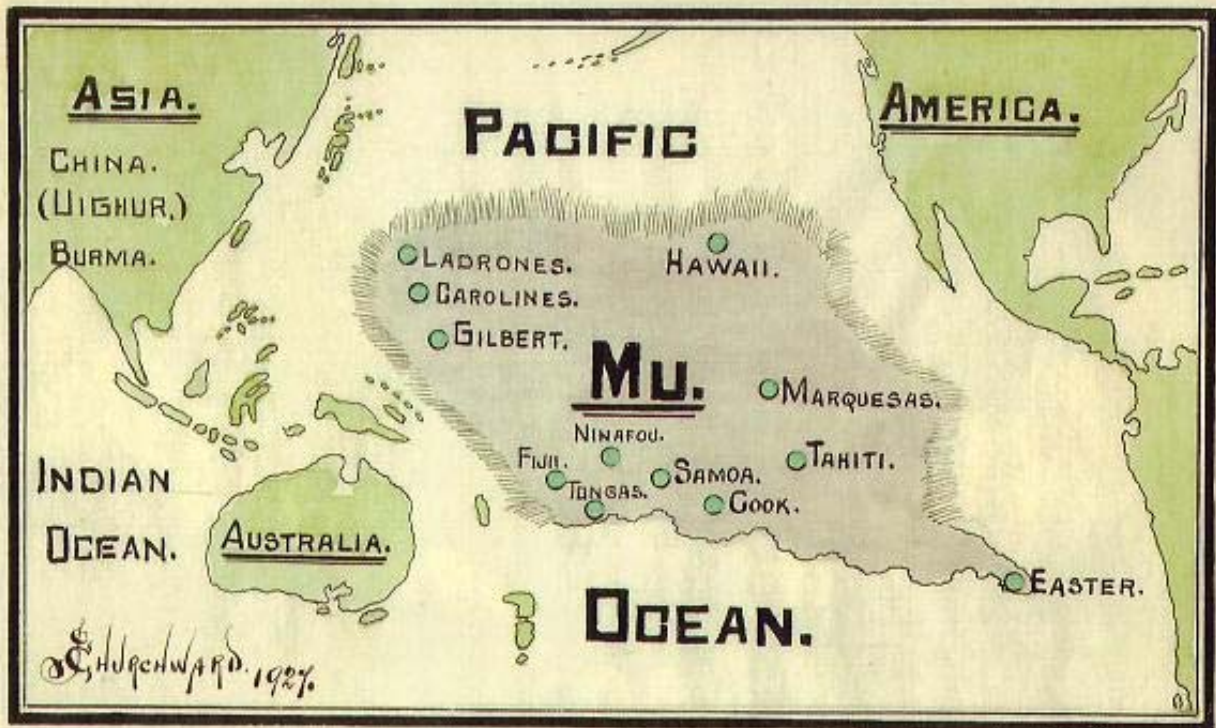 ASIA.
CHINA.
(UIGHUR,)
BURMA.
PACIFIC
AMERICA.
LADRONES.
HAWAII.
CAROLINES.
GILBERT.
MU.
MARQUESAS.
NINAFOU.
FIJII.
SAMOA.
TAHITI.
TONGAS.
COOK.
INDIAN
OCEAN.
AUSTRALIA.
EASTER.
OCEAN.
J CHURCHWARD. 1927.